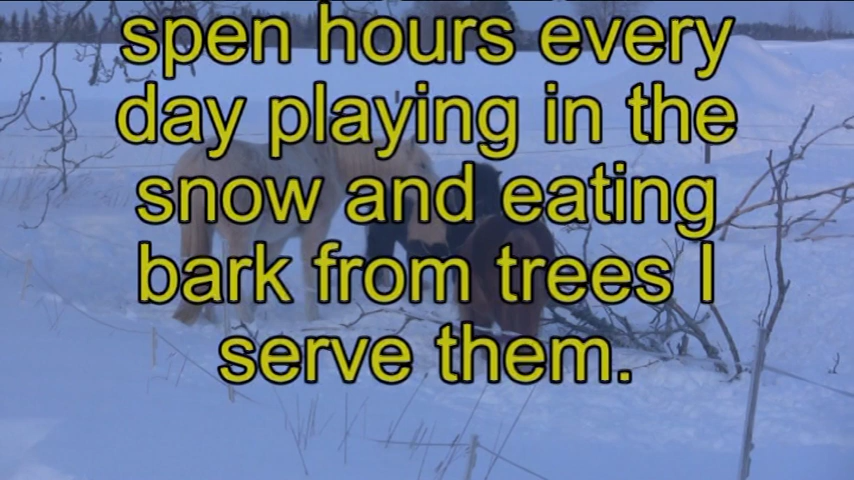 spen hours every
day playing in the
snow and eating
bark from trees I
serve them.